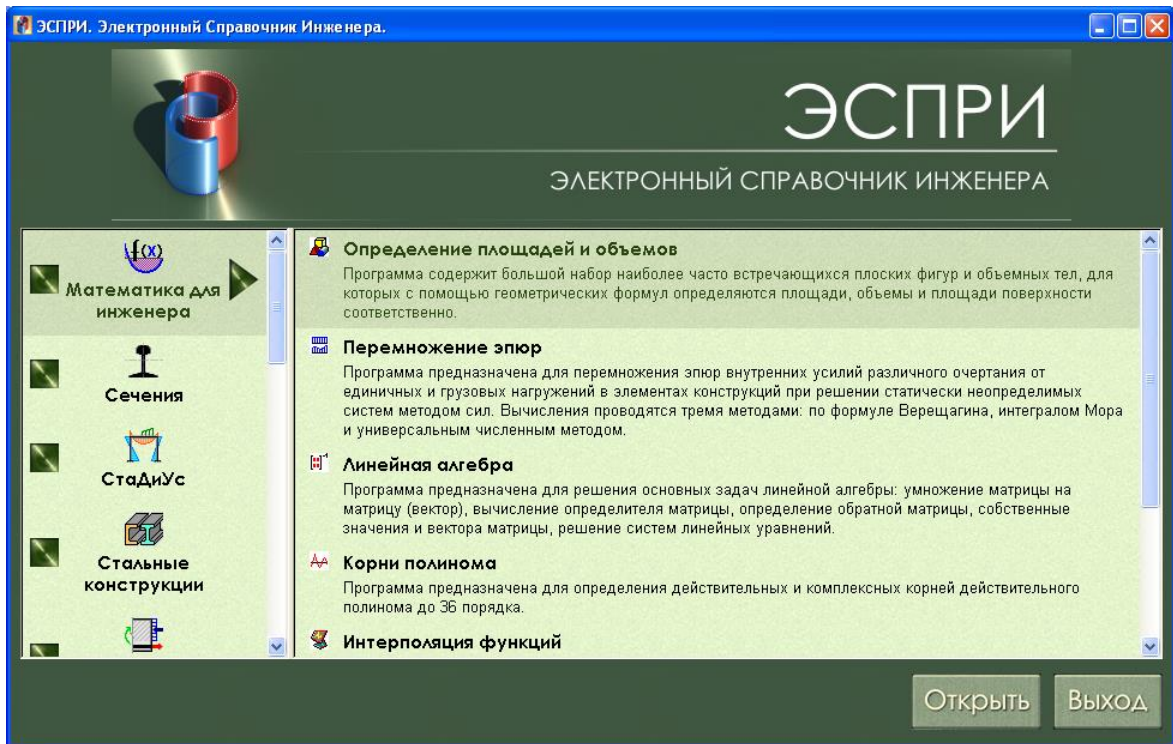 ЭСПРИ. Электронный Справочник Инженера.
ЭСПРИ
ЭЛЕКТРОННЫЙ СПРАВОЧНИК ИНЖЕНЕРА
f(x)
Математика для
инженера
Сечения
СтаДиУс
Стальные
конструкции
Определение площадей и объемов
Программа содержит большой набор наиболее часто встречающихся плоских фигур и объемных тел, для
которых с помощью геометрических формул определяются площади, объемы и площади поверхности
соответственно.
Перемножение эпюр
Программа предназначена для перемножения эпюр внутренних усилий различного очертания от
единичных и грузовых нагружений в элементах конструкций при решении статически неопределимых
систем методом сил. Вычисления проводятся тремя методами: по формуле Верещагина, интегралом Мора
и универсальным численным методом.
Линейная алгебра
Программа предназначена для решения основных задач линейной алгебры: умножение матрицы на
матрицу (вектор), вычисление определителя матрицы, определение обратной матрицы, собственные
значения и вектора матрицы, решение систем линейных уравнений.
Корни полинома
Программа предназначена для определения действительных и комплексных корней действительного
полинома до 36 порядка.
Интерполяция функций
Открыть
Выход